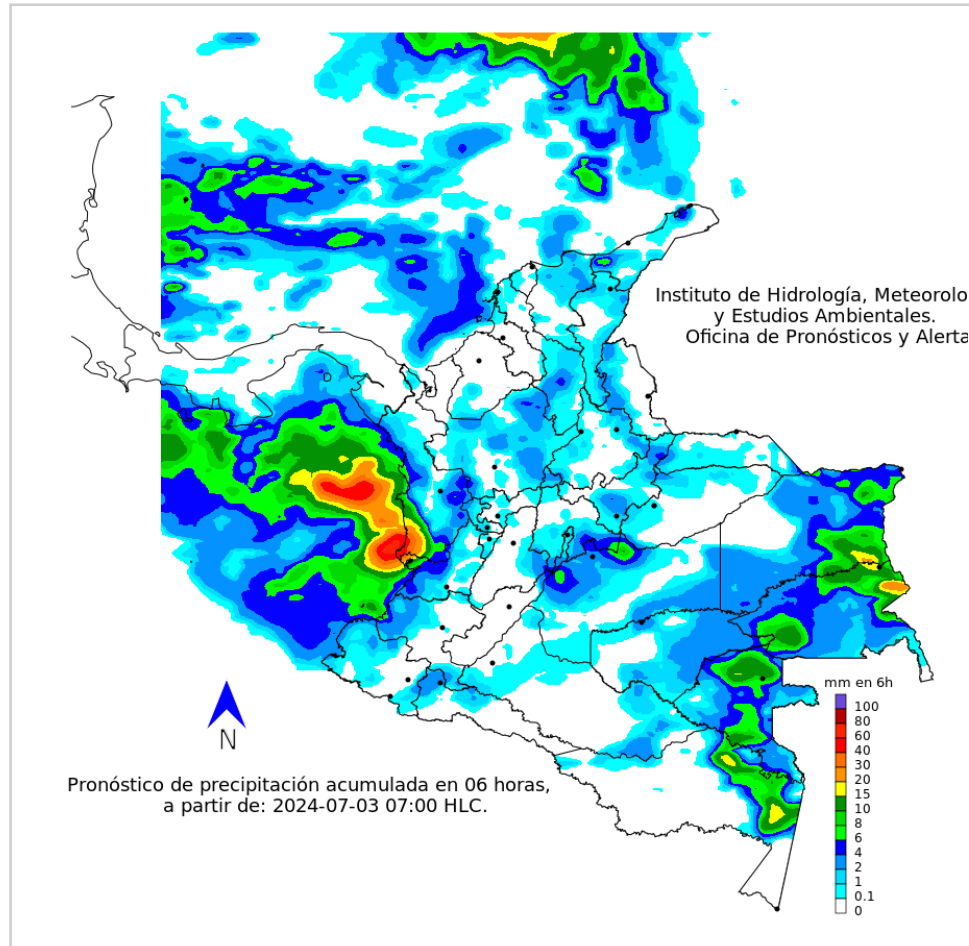 Instituto de Hidrología, Meteorolo
y Estudios Ambientales.
Oficina de Pronósticos y Alerta
mm en 6h
100
80
60
40
30
20
15
10
8
6
4
2
1
0.1
0
N
Pronóstico de precipitación acumulada en 06 horas,
a partir de: 2024-07-03 07:00 HLC.